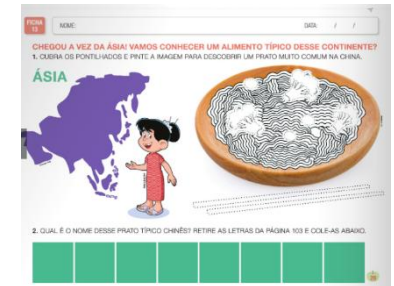 FICHA
13
NOME:
DATA: / /
CHEGOU A VEZ DA ÁSIA! VAMOS CONHECER UM ALIMENTO TÍPICO DESSE CONTINENTE?
1. CUBRA OS PONTILHADOS E PINTE A IMAGEM PARA DESCOBRIR UM PRATO MUITO COMUM NA CHINA.
ÁSIA
2. QUAL É O NOME DESSE PRATO TÍPICO CHINÊS? RETIRE AS LETRAS DA PÁGINA 103 E COLE-AS ABAIXO.